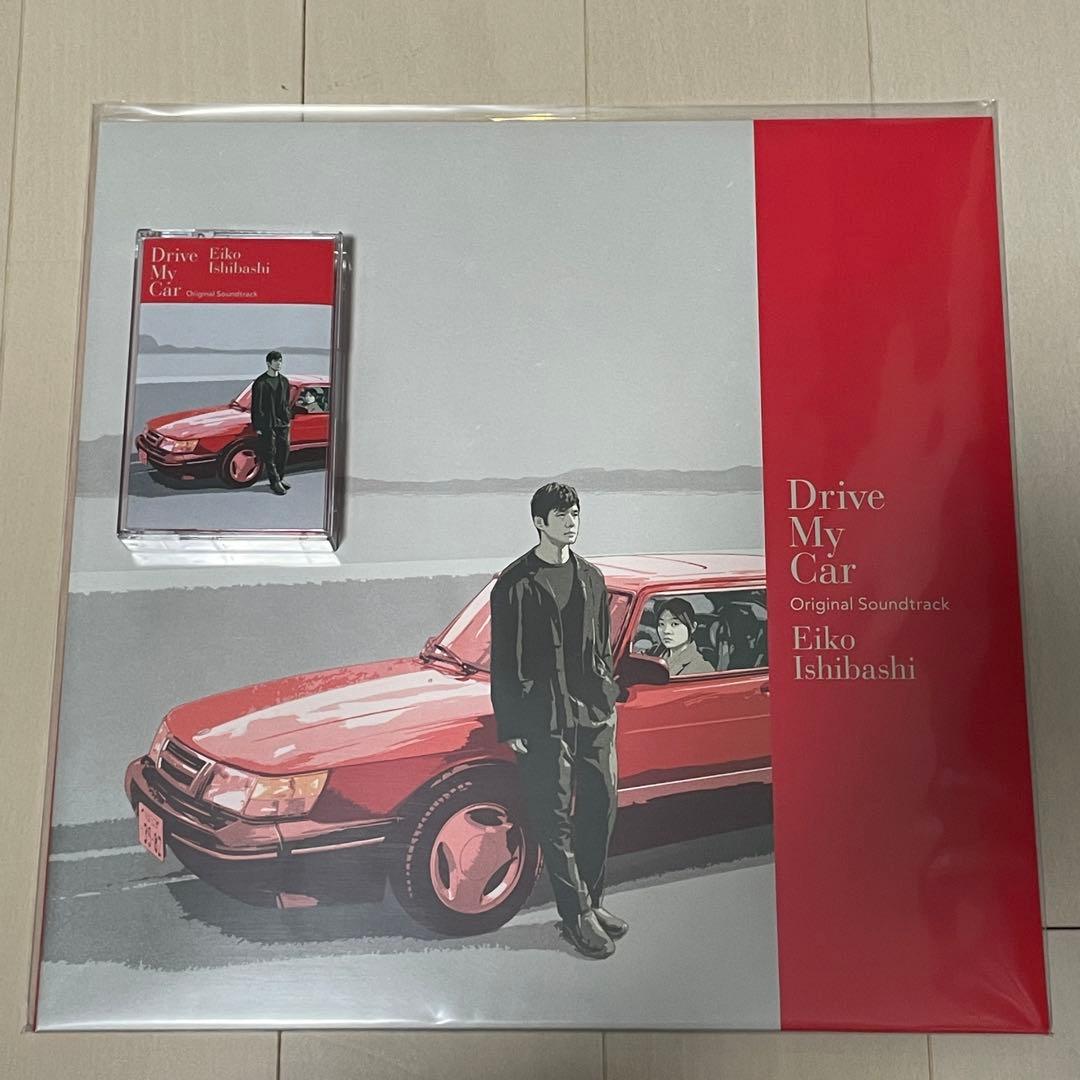 Drive
My
Car
Original Soundtrack
Eiko
Ishibashi
Drive
My
Car
Original Soundtrack
Eiko
Ishibashi